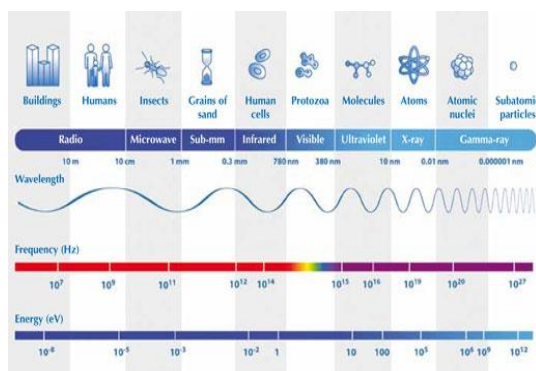 Buildings Humans Insects Grains of sand Human cells Protozoa Molecules Atoms Atomic nuclei Subatomic particles
Radio Microwave Sub-mm Infrared Visible Ultraviolet X-ray Gamma-ray
10 m 10 cm 1 mm 0.3 mm 780 nm 380 nm 10 nm 0.01 nm 0.000001 nm
Wavelength
Frequency (Hz)
10⁷ 10⁹ 10¹¹ 10¹² 10¹⁴ 10¹⁵ 10¹⁶ 10¹⁹ 10²⁰ 10²⁷
Energy (eV)
10⁻⁸ 10⁻⁵ 10⁻³ 10⁻² 1 10 100 10⁵ 10⁶ 10⁹ 10¹²